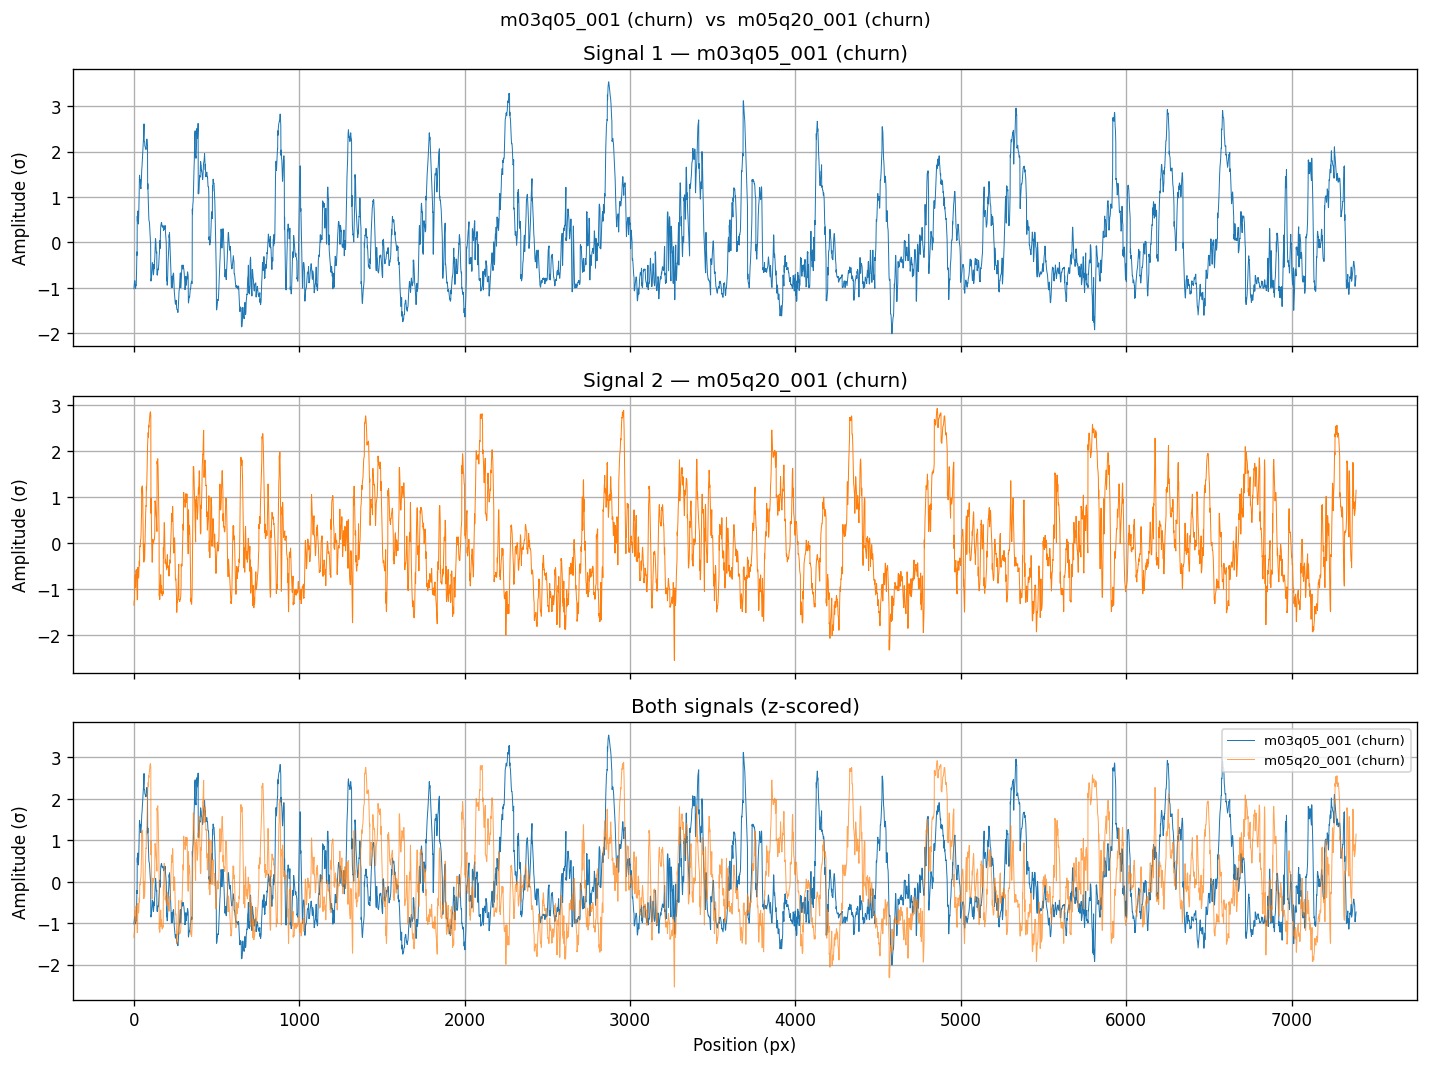 m03q05_001 (churn)  vs  m05q20_001 (churn)
Signal 1 — m03q05_001 (churn)
Amplitude (σ)
3
2
1
0
−1
−2
Signal 2 — m05q20_001 (churn)
Amplitude (σ)
3
2
1
0
−1
−2
Both signals (z-scored)
Amplitude (σ)
3
2
1
0
−1
−2
m03q05_001 (churn)
m05q20_001 (churn)
0 1000 2000 3000 4000 5000 6000 7000
Position (px)